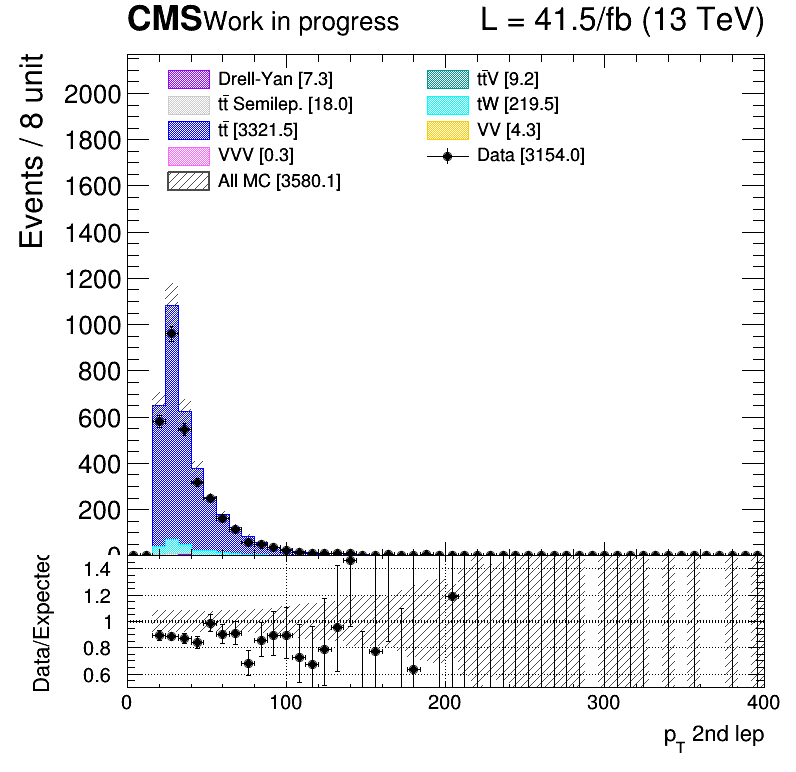 CMS Work in progress L = 41.5/fb (13 TeV)
Events / 8 unit
2000
1800
1600
1400
1200
1000
800
600
400
200
0
Drell-Yan [7.3]
tt̄ Semilep. [18.0]
tt̄ [3321.5]
VVV [0.3]
All MC [3580.1]
tt̄V [9.2]
tW [219.5]
VV [4.3]
Data [3154.0]
Data/Expected
1.4
1.2
1
0.8
0.6
0 100 200 300 400
p_T 2nd lep